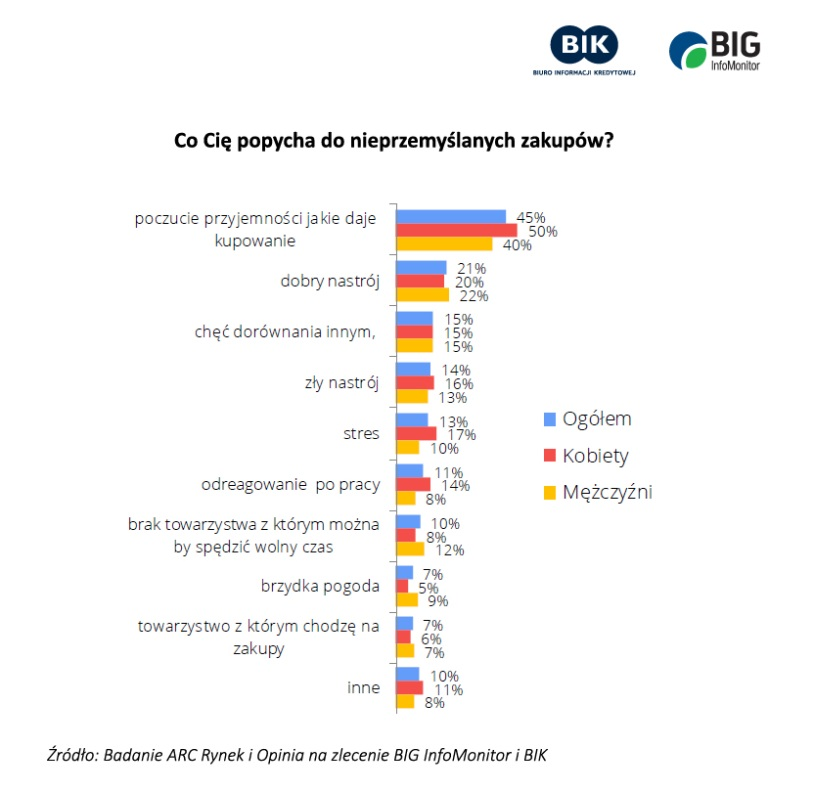 BIK
BIURO INFORMACJI KREDYTOWEJ
BIG
InfoMonitor
Co Cię popycha do nieprzemyślanych zakupów?
poczucie przyjemności jakie daje
kupowanie
45%
50%
40%
dobry nastrój
21%
20%
22%
chęć dorównania innym,
15%
15%
15%
zły nastrój
14%
16%
13%
stres
13%
17%
10%
odreagowanie po pracy
11%
14%
8%
brak towarzystwa z którym można
by spędzić wolny czas
10%
8%
12%
brzydka pogoda
7%
5%
9%
towarzystwo z którym chodzę na
zakupy
7%
6%
7%
inne
10%
11%
8%
Ogółem
Kobiety
Mężczyźni
Źródło: Badanie ARC Rynek i Opinia na zlecenie BIG InfoMonitor i BIK